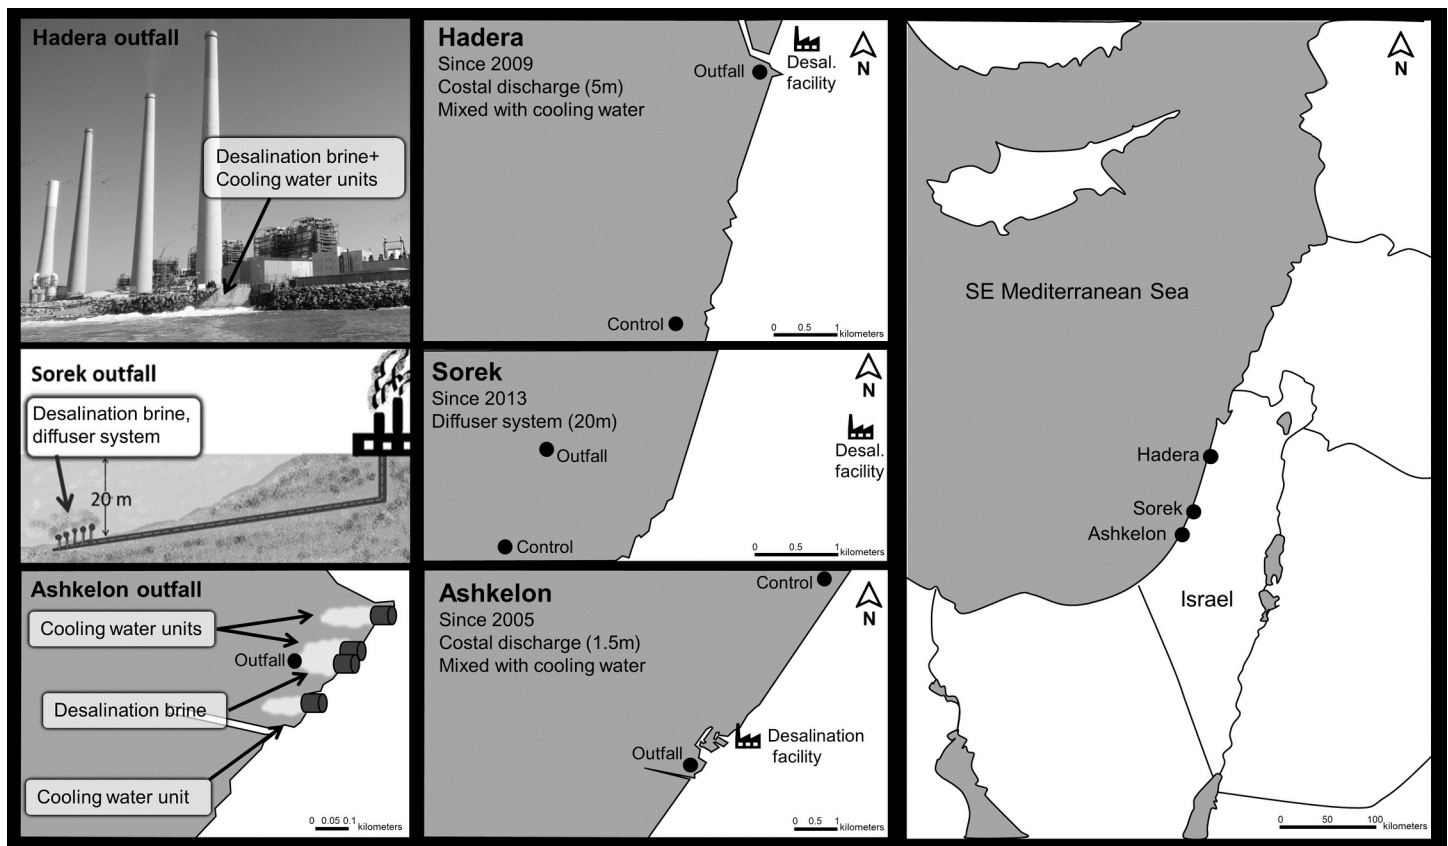 Hadera outfall
Desalination brine+
Cooling water units
Sorek outfall
Desalination brine,
diffuser system
20 m
Ashkelon outfall
Cooling water units
Outfall
Desalination brine
Cooling water unit
0 0.05 0.1
kilometers
Hadera
Since 2009
Costal discharge (5m)
Mixed with cooling water
Outfall
Desal.
facility
N
Control
0 0.5 1
kilometers
Sorek
Since 2013
Diffuser system (20m)
N
Outfall
Desal.
facility
Control
0 0.5 1
kilometers
Ashkelon
Since 2005
Costal discharge (1.5m)
Mixed with cooling water
Control
N
Desalination
facility
Outfall
0 0.5 1
kilometers
N
SE Mediterranean Sea
Hadera
Sorek
Ashkelon
Israel
0 50 100
kilometers